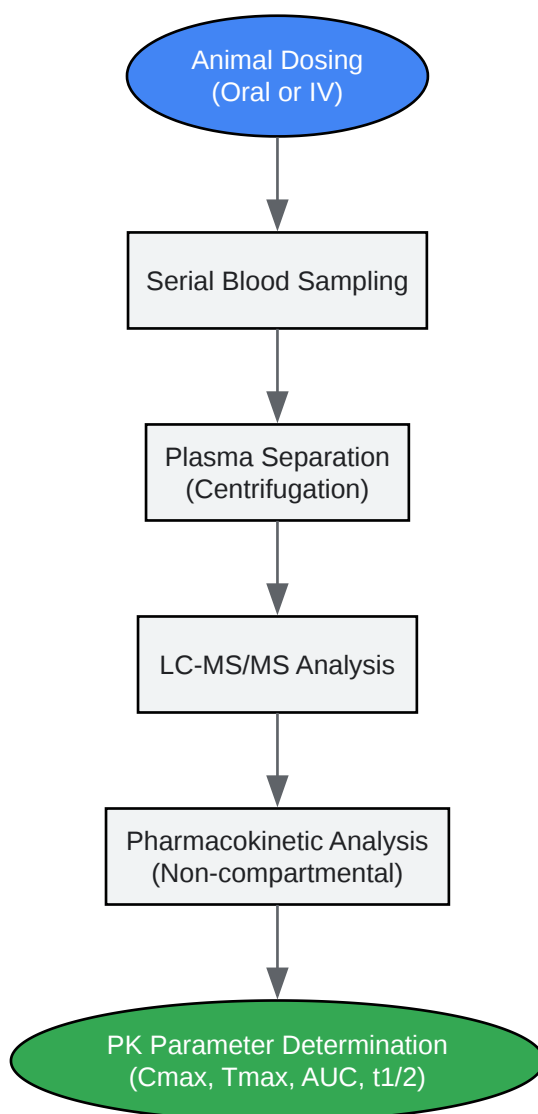 Animal Dosing
(Oral or IV)
Serial Blood Sampling
Plasma Separation
(Centrifugation)
LC-MS/MS Analysis
Pharmacokinetic Analysis
(Non-compartmental)
PK Parameter Determination
(Cmax, Tmax, AUC, t1/2)